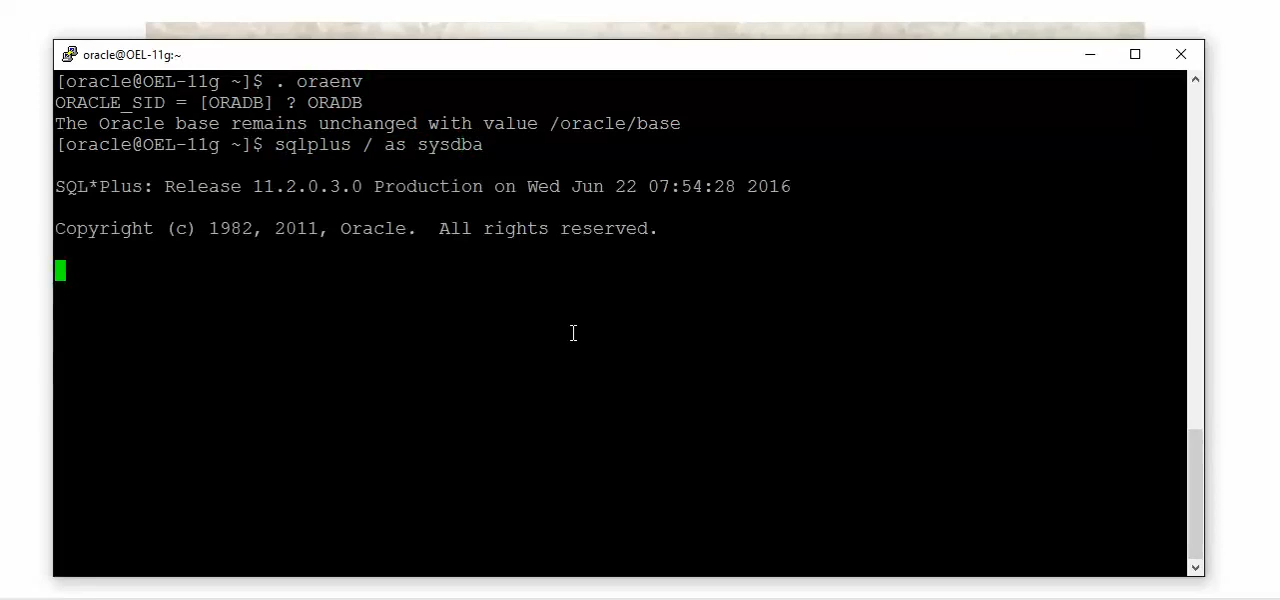 oracle@OEL-11g:~
[oracle@OEL-11g ~]$ . oraenv
ORACLE_SID = [ORADB] ? ORADB
The Oracle base remains unchanged with value /oracle/base
[oracle@OEL-11g ~]$ sqlplus / as sysdba
SQL*Plus: Release 11.2.0.3.0 Production on Wed Jun 22 07:54:28 2016
Copyright (c) 1982, 2011, Oracle.  All rights reserved.